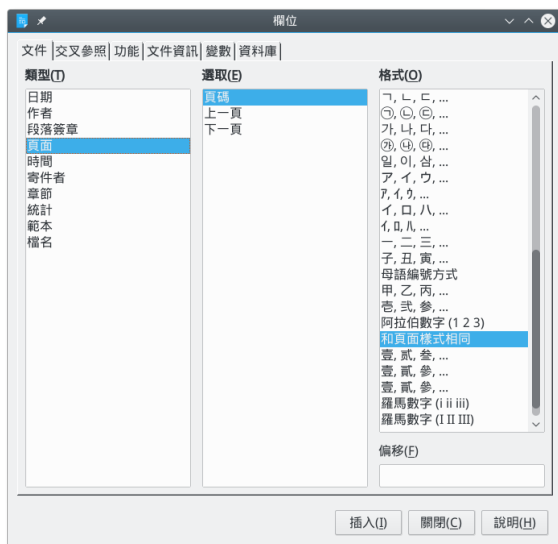 欄位
文件 交叉參照 功能 文件資訊 變數 資料庫
類型(T)
日期
作者
段落簽章
頁面
時間
寄件者
章節
統計
範本
檔名
選取(E)
頁碼
上一頁
下一頁
格式(O)
ㄱ, ㄴ, ㄷ, ...
㉠, ㉡, ㉢, ...
가, 나, 다, ...
㉮, ㉯, ㉰, ...
일, 이, 삼, ...
ア, イ, ウ, ...
ｱ, ｲ, ｳ, ...
イ, ロ, ハ, ...
ｲ, ﾛ, ﾊ, ...
一, 二, 三, ...
子, 丑, 寅, ...
母語編號方式
甲, 乙, 丙, ...
壱, 弐, 参, ...
阿拉伯數字 (1 2 3)
和頁面樣式相同
壹, 贰, 叁, ...
壹, 貳, 參, ...
壹, 貳, 參, ...
羅馬數字 (i ii iii)
羅馬數字 (I II III)
偏移(F)
插入(I) 關閉(C) 說明(H)